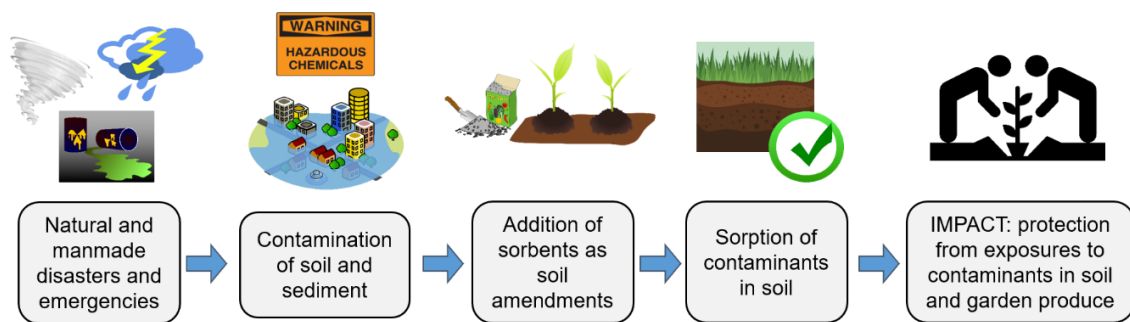 WARNING
HAZARDOUS
CHEMICALS
Natural and
manmade
disasters and
emergencies
Contamination
of soil and
sediment
Addition of
sorbents as
soil
amendments
Sorption of
contaminants
in soil
IMPACT: protection
from exposures to
contaminants in soil
and garden produce